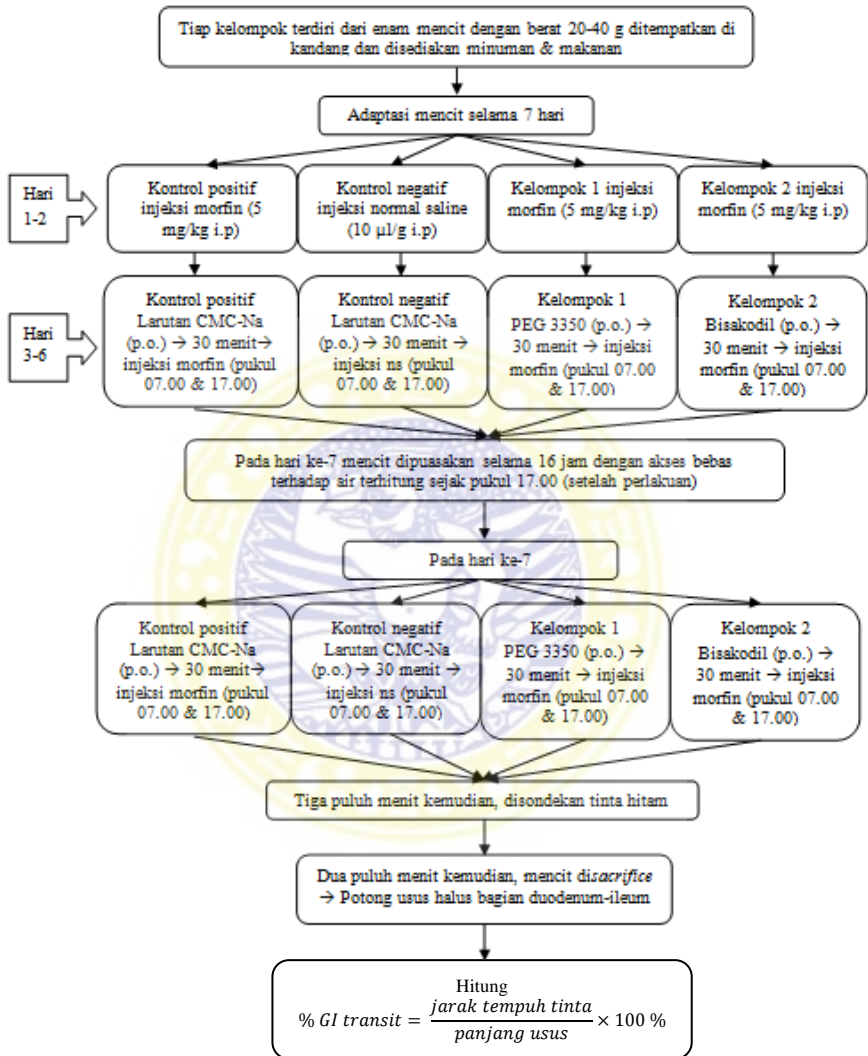 Tiap kelompok terdiri dari enam mencit dengan berat 20-40 g ditempatkan di
kandang dan disediakan minuman & makanan
Adaptasi mencit selama 7 hari
Hari
1-2
Kontrol positif
injeksi morfin (5
mg/kg i.p)
Kontrol negatif
injeksi normal saline
(10 µl/g i.p)
Kelompok 1 injeksi
morfin (5 mg/kg i.p)
Kelompok 2 injeksi
morfin (5 mg/kg i.p)
Hari
3-6
Kontrol positif
Larutan CMC-Na
(p.o.) → 30 menit→
injeksi morfin (pukul
07.00 & 17.00)
Kontrol negatif
Larutan CMC-Na
(p.o.) → 30 menit →
injeksi ns (pukul
07.00 & 17.00)
Kelompok 1
PEG 3350 (p.o.) →
30 menit → injeksi
morfin (pukul 07.00
& 17.00)
Kelompok 2
Bisakodil (p.o.) →
30 menit → injeksi
morfin (pukul 07.00
& 17.00)
Pada hari ke-7 mencit dipuasakan selama 16 jam dengan akses bebas
terhadap air terhitung sejak pukul 17.00 (setelah perlakuan)
Pada hari ke-7
Kontrol positif
Larutan CMC-Na
(p.o.) → 30 menit→
injeksi morfin (pukul
07.00 & 17.00)
Kontrol negatif
Larutan CMC-Na
(p.o.) → 30 menit →
injeksi ns (pukul
07.00 & 17.00)
Kelompok 1
PEG 3350 (p.o.) →
30 menit → injeksi
morfin (pukul 07.00
& 17.00)
Kelompok 2
Bisakodil (p.o.) →
30 menit → injeksi
morfin (pukul 07.00
& 17.00)
Tiga puluh menit kemudian, disondekan tinta hitam
Dua puluh menit kemudian, mencit disacrifice
→ Potong usus halus bagian duodenum-ileum
Hitung
% GI transit = jarak tempuh tinta / panjang usus × 100 %